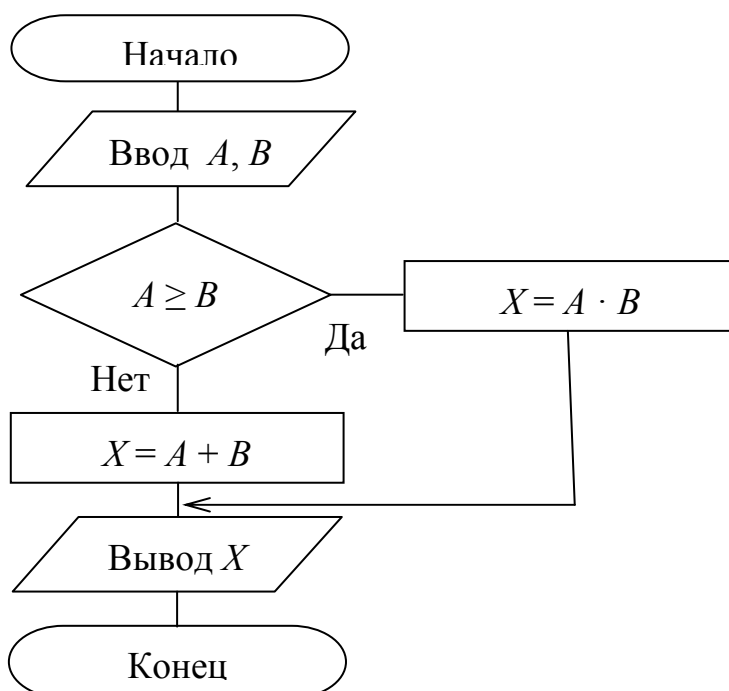 Начало
Ввод A, B
A ≥ B
Да
X = A · B
Нет
X = A + B
Вывод X
Конец